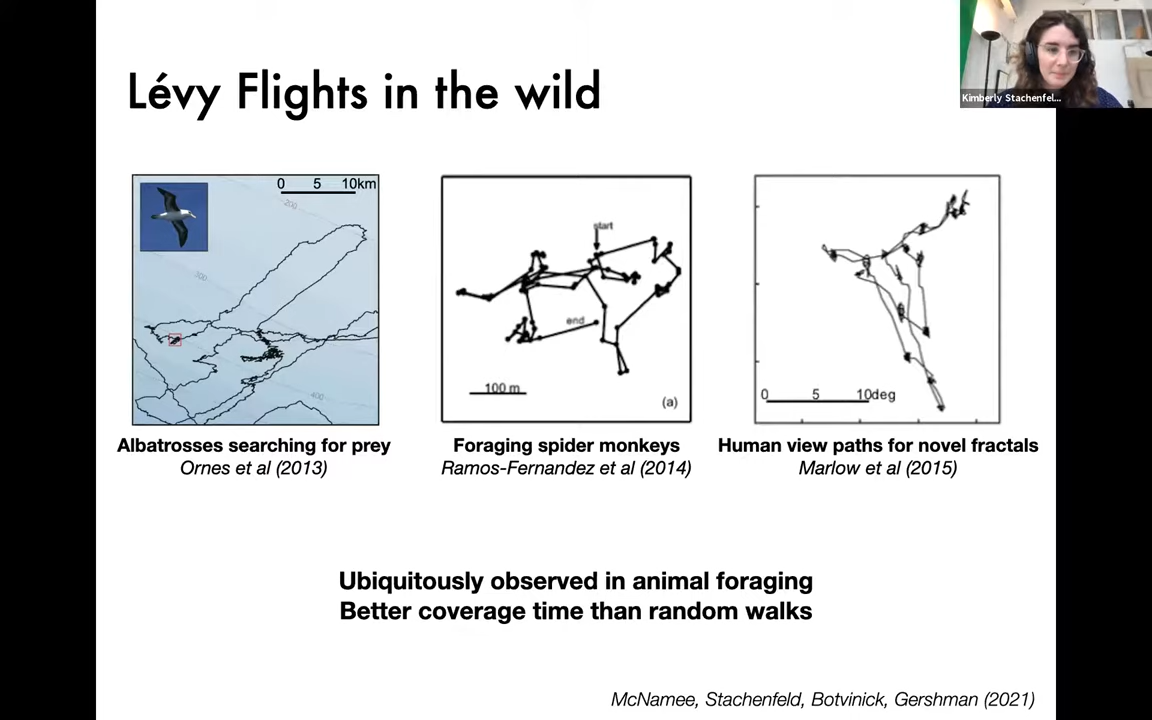 Kimberly Stachenfel...
Lévy Flights in the wild
0 5 10km
200
300
400
start
end
100 m
(a)
0 5 10deg
Albatrosses searching for prey
Ornes et al (2013)
Foraging spider monkeys
Ramos-Fernandez et al (2014)
Human view paths for novel fractals
Marlow et al (2015)
Ubiquitously observed in animal foraging
Better coverage time than random walks
McNamee, Stachenfeld, Botvinick, Gershman (2021)